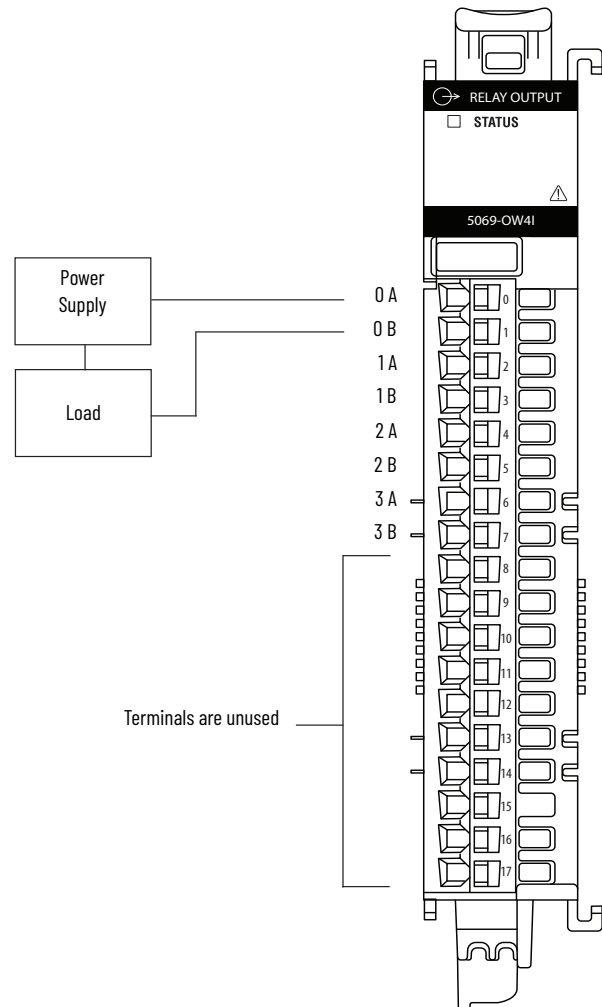 RELAY OUTPUT
STATUS
5069-OW4I
Power
Supply
Load
0 A
0 B
1 A
1 B
2 A
2 B
3 A
3 B
Terminals are unused
0
1
2
3
4
5
6
7
8
9
10
11
12
13
14
15
16
17